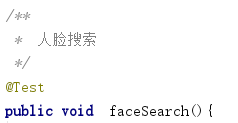 /**
 * 人脸搜索
 */
@Test
public void faceSearch(){